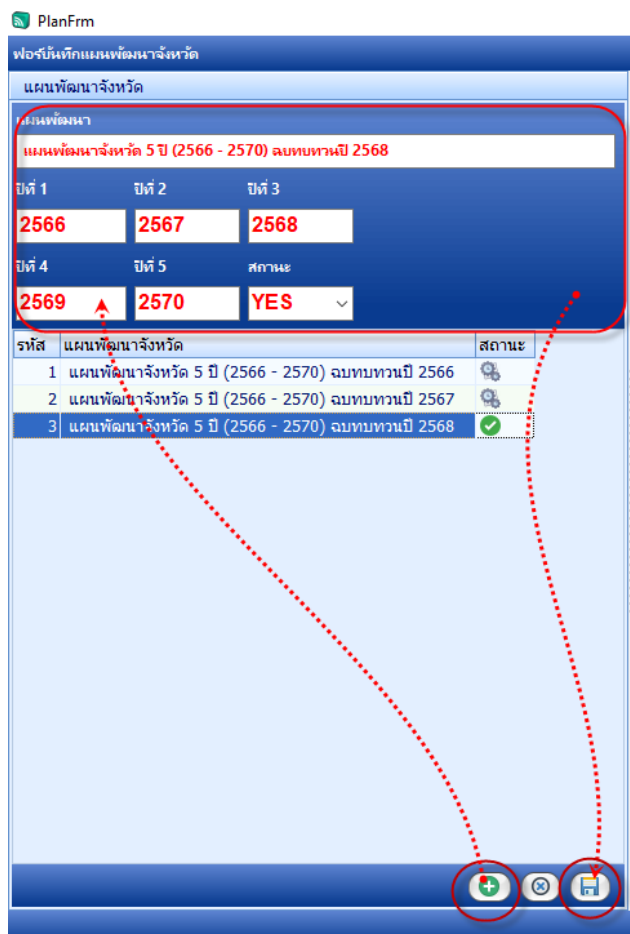 PlanFrm
ฟอร์บันทึกแผนพัฒนาจังหวัด
แผนพัฒนาจังหวัด
แผนพัฒนา
แผนพัฒนาจังหวัด 5 ปี (2566 - 2570) ฉบทบทวนปี 2568
ปีที่ 1 ปีที่ 2 ปีที่ 3
2566 2567 2568
ปีที่ 4 ปีที่ 5 สถานะ
2569 2570 YES
รหัส แผนพัฒนาจังหวัด สถานะ
1 แผนพัฒนาจังหวัด 5 ปี (2566 - 2570) ฉบทบทวนปี 2566
2 แผนพัฒนาจังหวัด 5 ปี (2566 - 2570) ฉบทบทวนปี 2567
3 แผนพัฒนาจังหวัด 5 ปี (2566 - 2570) ฉบทบทวนปี 2568